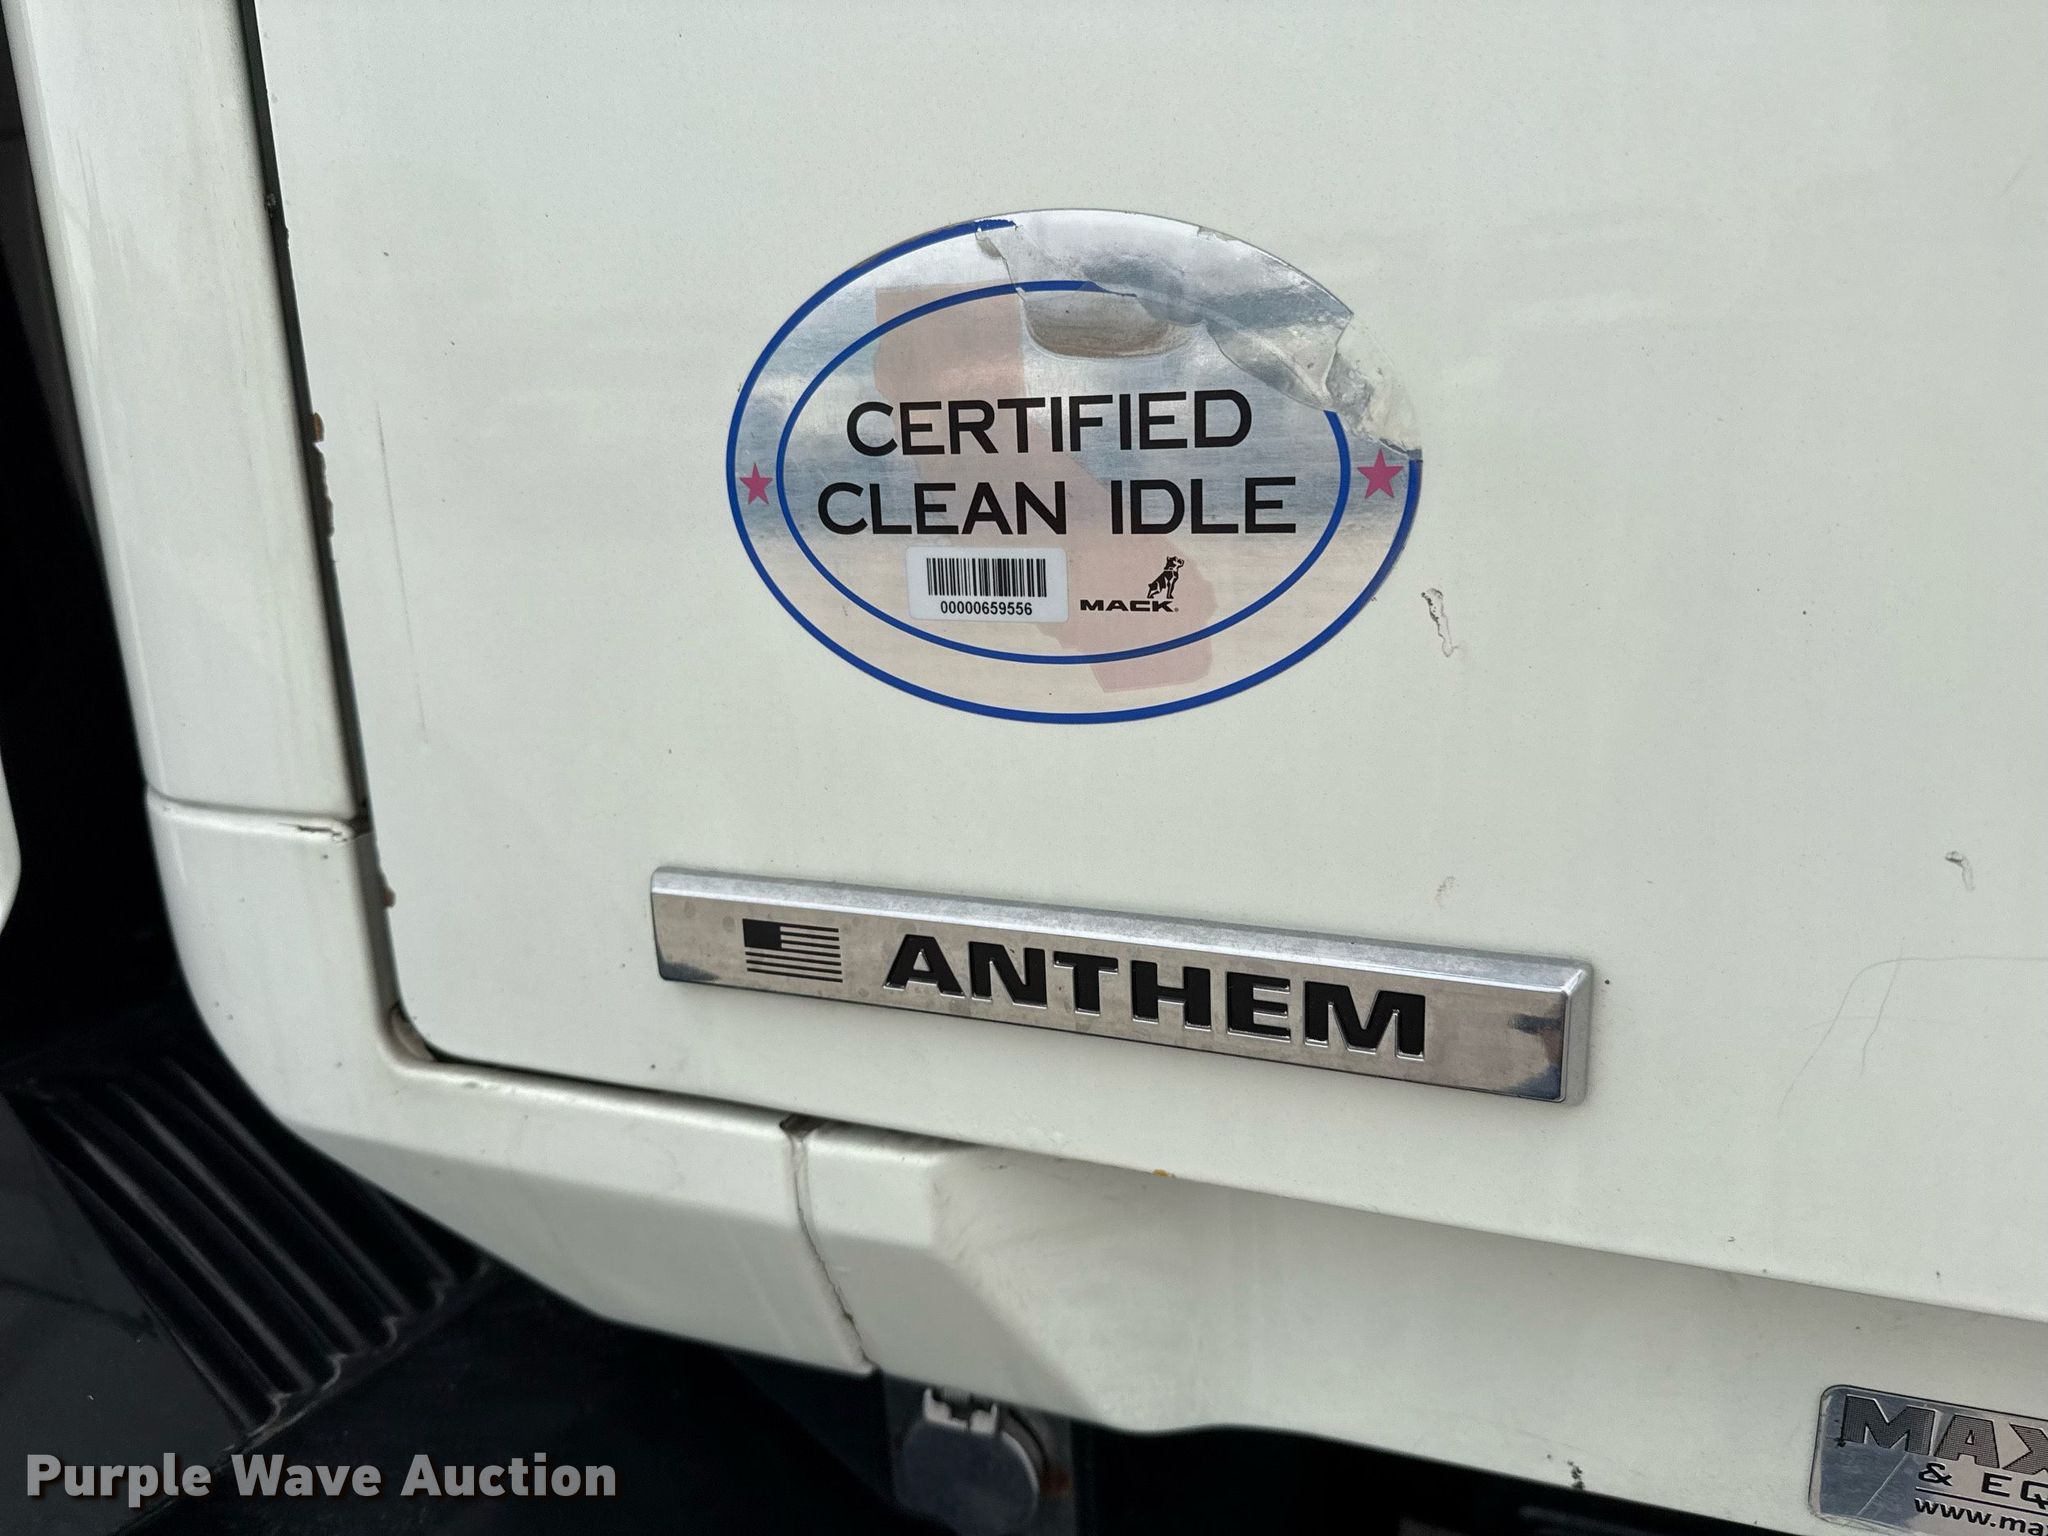 CERTIFIED
CLEAN IDLE
00000659556
MACK
ANTHEM
Purple Wave Auction